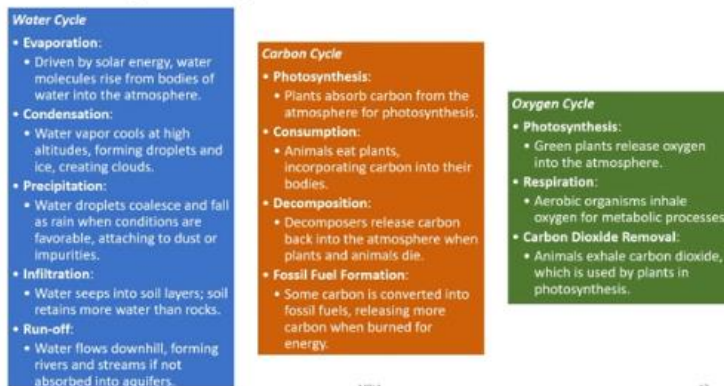 Water Cycle
• Evaporation:
• Driven by solar energy, water
molecules rise from bodies of
water into the atmosphere.
• Condensation:
• Water vapor cools at high
altitudes, forming droplets and
ice, creating clouds.
• Precipitation:
• Water droplets coalesce and fall
as rain when conditions are
favorable, attaching to dust or
impurities.
• Infiltration:
• Water seeps into soil layers; soil
retains more water than rocks.
• Run-off:
• Water flows downhill, forming
rivers and streams if not
absorbed into aquifers.
Carbon Cycle
• Photosynthesis:
• Plants absorb carbon from the
atmosphere for photosynthesis.
• Consumption:
• Animals eat plants,
incorporating carbon into their
bodies.
• Decomposition:
• Decomposers release carbon
back into the atmosphere when
plants and animals die.
• Fossil Fuel Formation:
• Some carbon is converted into
fossil fuels, releasing more
carbon when burned for
energy.
Oxygen Cycle
• Photosynthesis:
• Green plants release oxygen
into the atmosphere.
• Respiration:
• Aerobic organisms inhale
oxygen for metabolic processes
• Carbon Dioxide Removal:
• Animals exhale carbon dioxide,
which is used by plants in
photosynthesis.